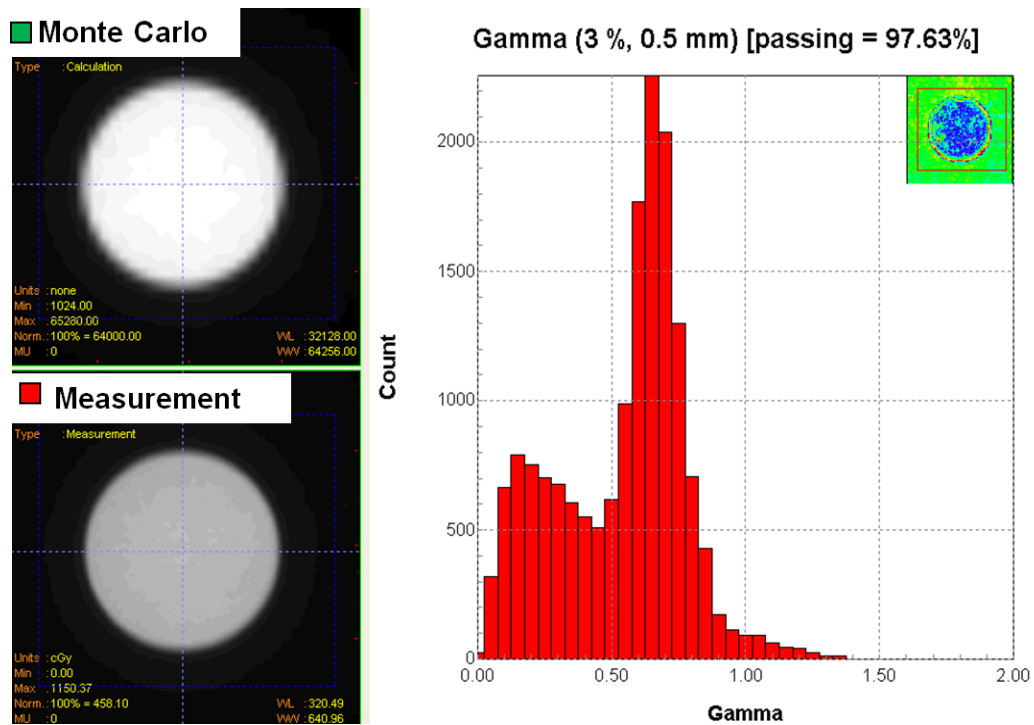 Monte Carlo
Type :Calculation
Units :none
Min :1024.00
Max :65280.00
Norm.:100% = 64000.00
MU :0
WL :32128.00
WW :64256.00
Measurement
Type :Measurement
Units :cGy
Min :0.00
Max :1150.37
Norm.:100% = 458.10
MU :0
WL :320.49
WW :640.96
Gamma (3 %, 0.5 mm) [passing = 97.63%]
Count
2000
1500
1000
500
0
0.00 0.50 1.00 1.50 2.00
Gamma